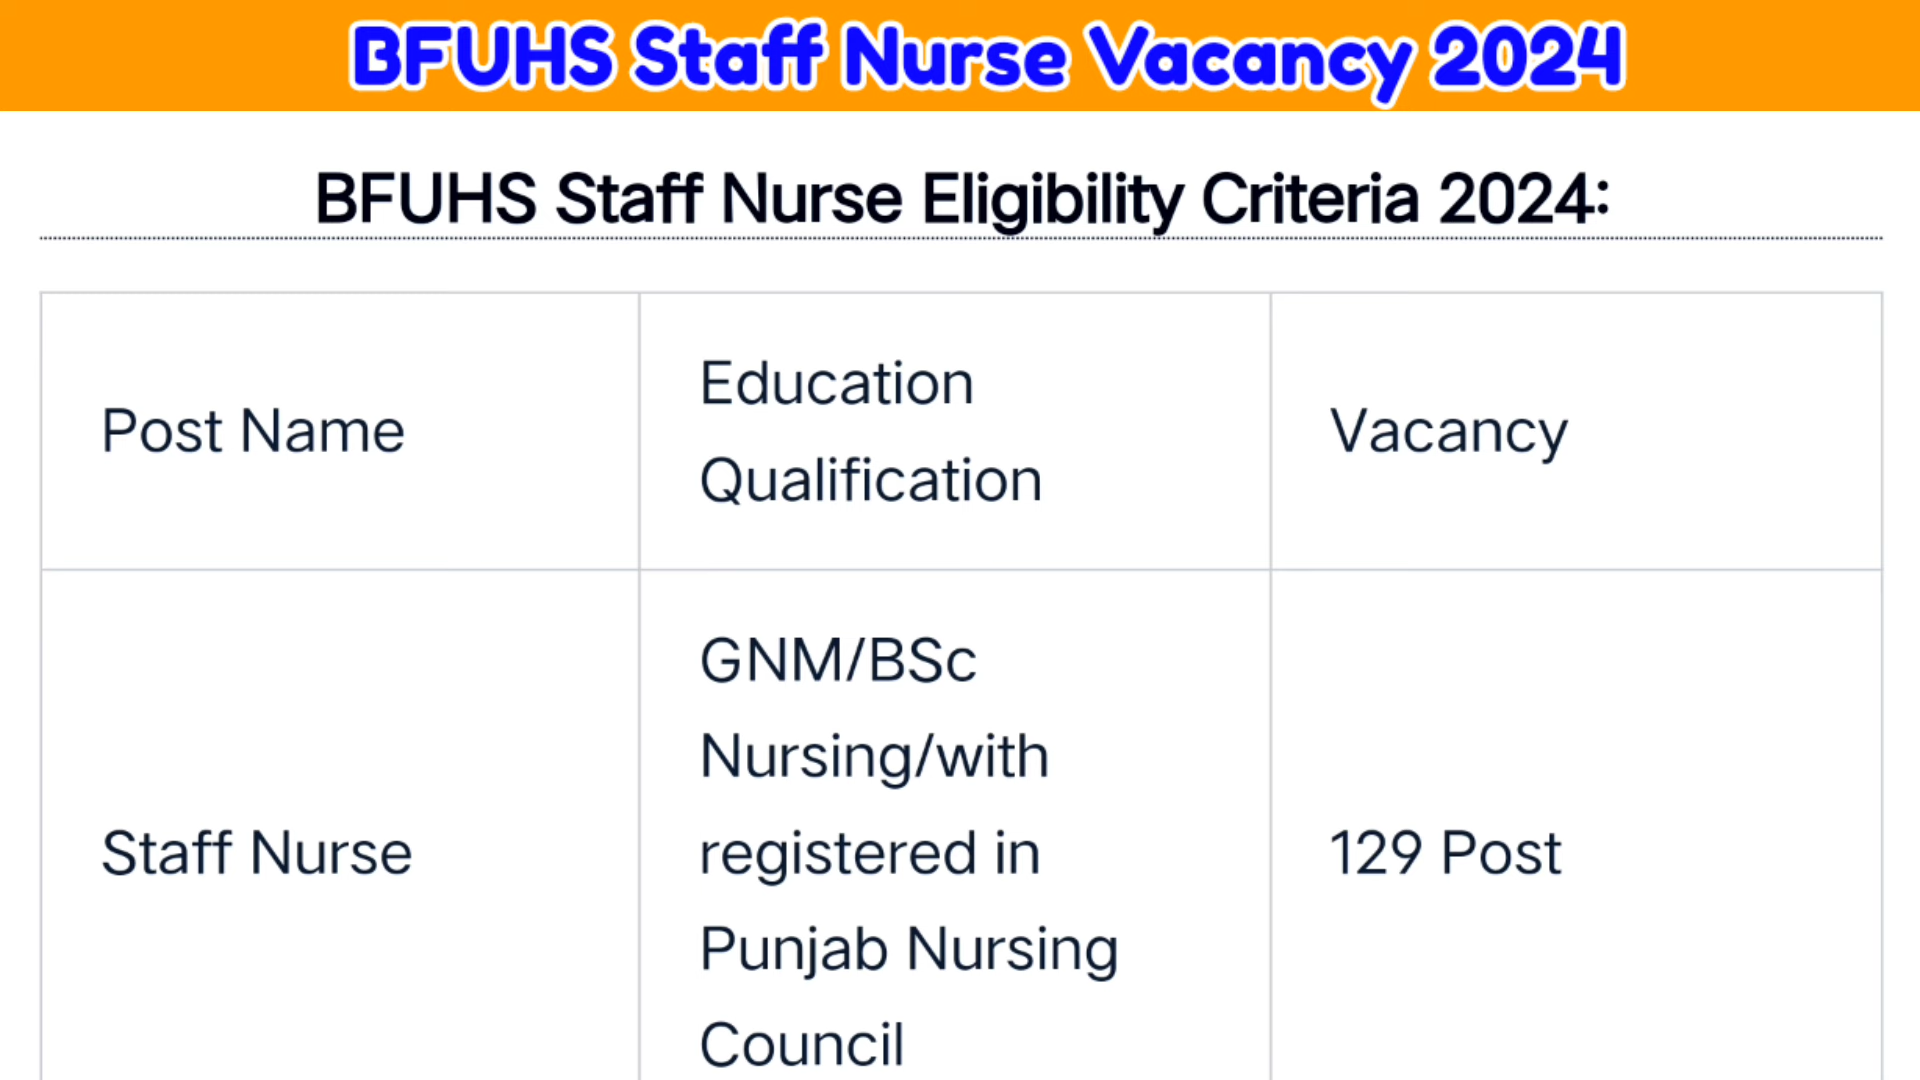 BFUHS Staff Nurse Vacancy 2024
BFUHS Staff Nurse Eligibility Criteria 2024:
Post Name
Education
Qualification
Vacancy
Staff Nurse
GNM/BSc
Nursing/with
registered in
Punjab Nursing
Council
129 Post